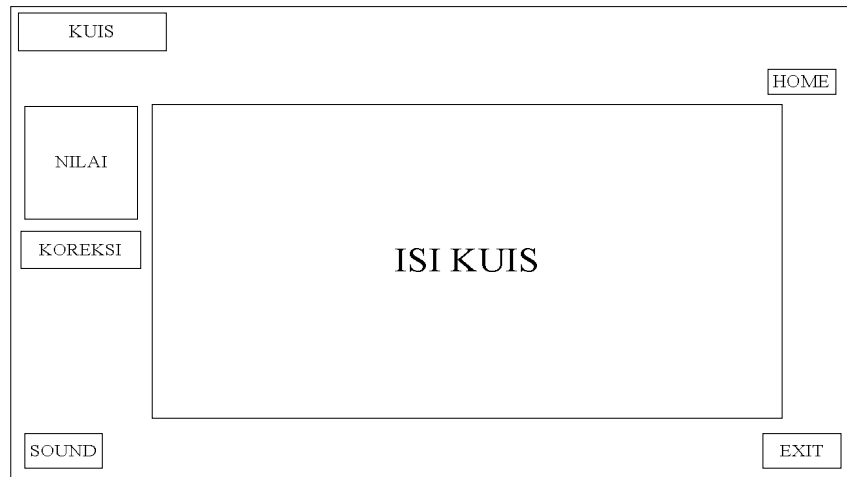 KUIS
HOME
NILAI
KOREKSI
ISI KUIS
SOUND
EXIT